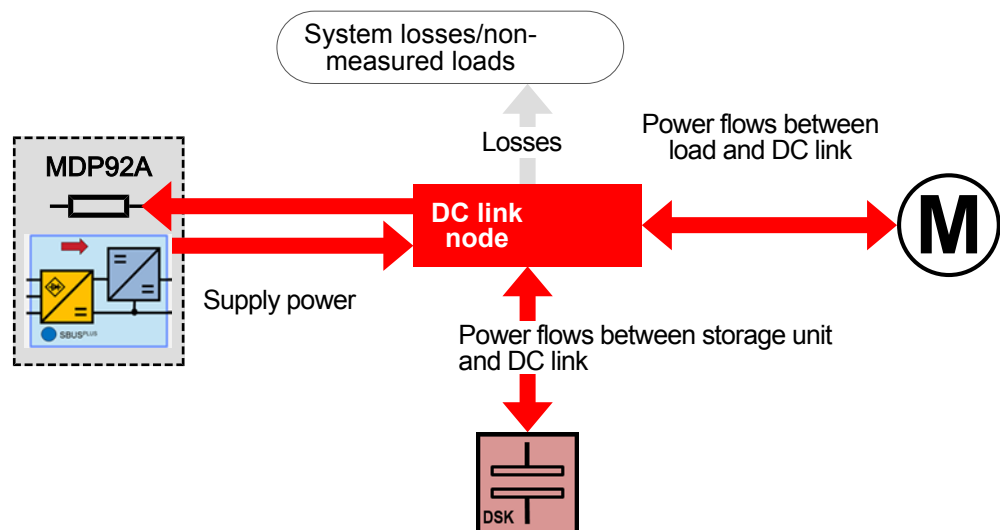 System losses/non-
measured loads
Losses
Power flows between
load and DC link
MDP92A
DC link
node
M
Supply power
SBUSPLUS
Power flows between storage unit
and DC link
DSK